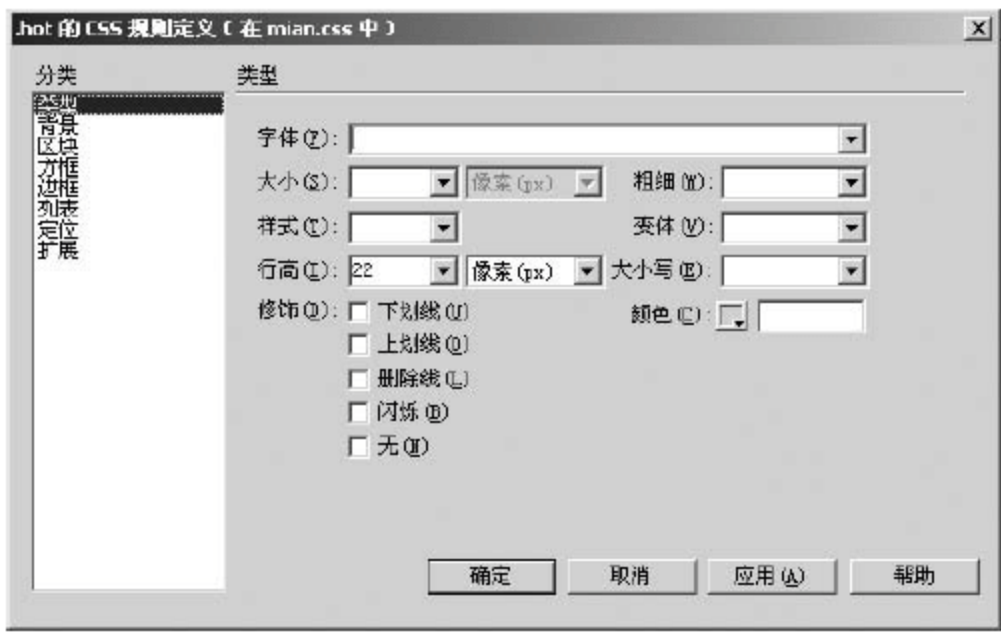 .hot 的 CSS 规则定义(在 mian.css 中)
分类
类型
背景
区块
方框
边框
列表
定位
扩展
类型
字体(F):
大小(S): 像素(px) 粗细(W):
样式(T): 变体(V):
行高(I): 22 像素(px) 大小写(E):
修饰(D): 下划线(U) 颜色(C):
上划线(O)
删除线(L)
闪烁(B)
无(N)
确定 取消 应用(A) 帮助